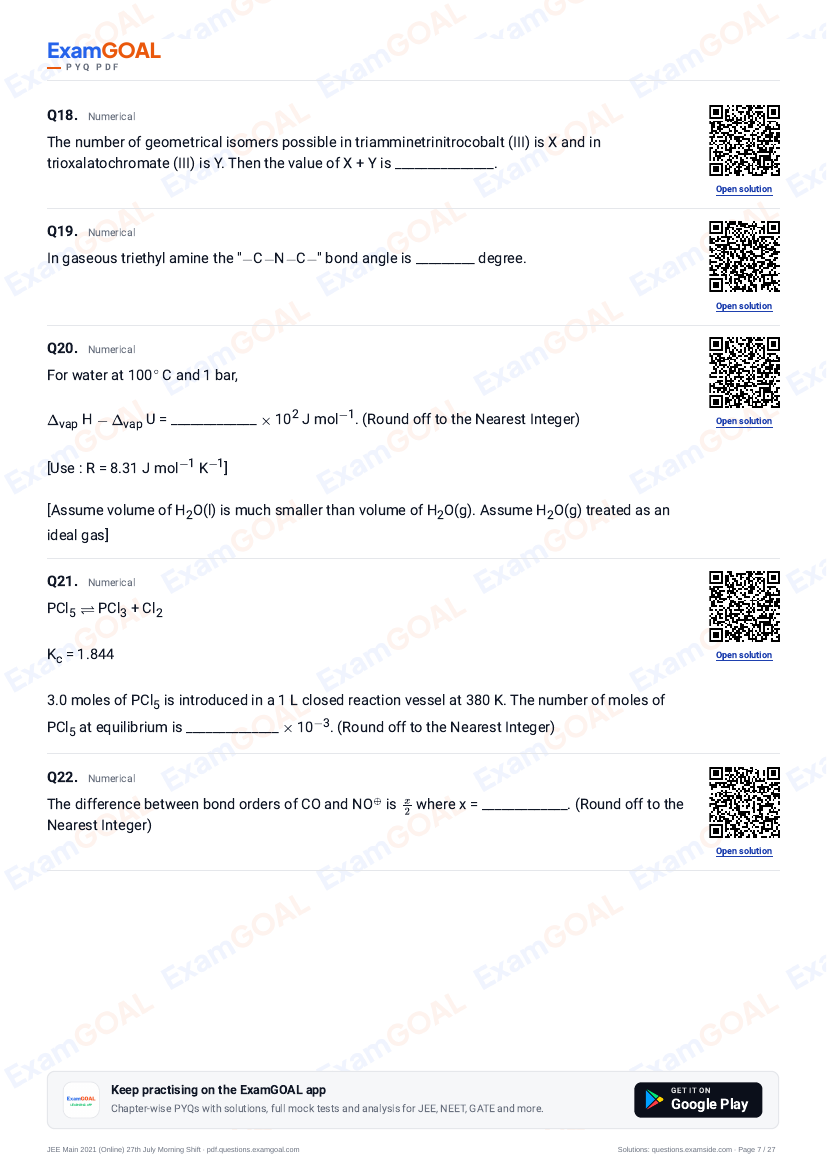 ExamGOAL
PYQ PDF
Q18. Numerical
The number of geometrical isomers possible in triamminetrinitrocobalt (III) is X and in
trioxalatochromate (III) is Y. Then the value of X + Y is _______________.
Open solution
Q19. Numerical
In gaseous triethyl amine the "−C−N−C−" bond angle is _________ degree.
Open solution
Q20. Numerical
For water at 100° C and 1 bar,
Δvap H − Δvap U = _____________ × 10² J mol⁻¹. (Round off to the Nearest Integer)
[Use : R = 8.31 J mol⁻¹ K⁻¹]
[Assume volume of H₂O(l) is much smaller than volume of H₂O(g). Assume H₂O(g) treated as an
ideal gas]
Open solution
Q21. Numerical
PCl₅ ⇌ PCl₃ + Cl₂
Kc = 1.844
3.0 moles of PCl₅ is introduced in a 1 L closed reaction vessel at 380 K. The number of moles of
PCl₅ at equilibrium is ______________ × 10⁻³. (Round off to the Nearest Integer)
Open solution
Q22. Numerical
The difference between bond orders of CO and NO⊕ is x/2 where x = _____________. (Round off to the
Nearest Integer)
Open solution
Keep practising on the ExamGOAL app
Chapter-wise PYQs with solutions, full mock tests and analysis for JEE, NEET, GATE and more.
GET IT ON
Google Play
JEE Main 2021 (Online) 27th July Morning Shift · pdf.questions.examgoal.com
Solutions: questions.examside.com · Page 7 / 27